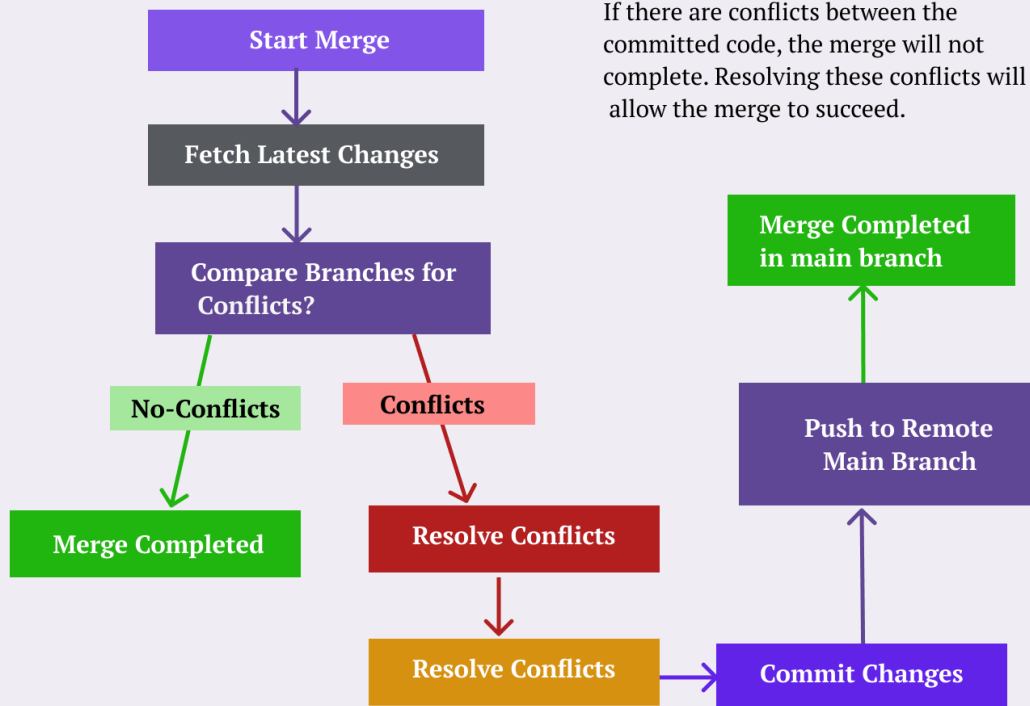 Start Merge
If there are conflicts between the
committed code, the merge will not
complete. Resolving these conflicts will
allow the merge to succeed.
Fetch Latest Changes
Compare Branches for
Conflicts?
Merge Completed
in main branch
No-Conflicts
Conflicts
Push to Remote
Main Branch
Merge Completed
Resolve Conflicts
Resolve Conflicts
Commit Changes